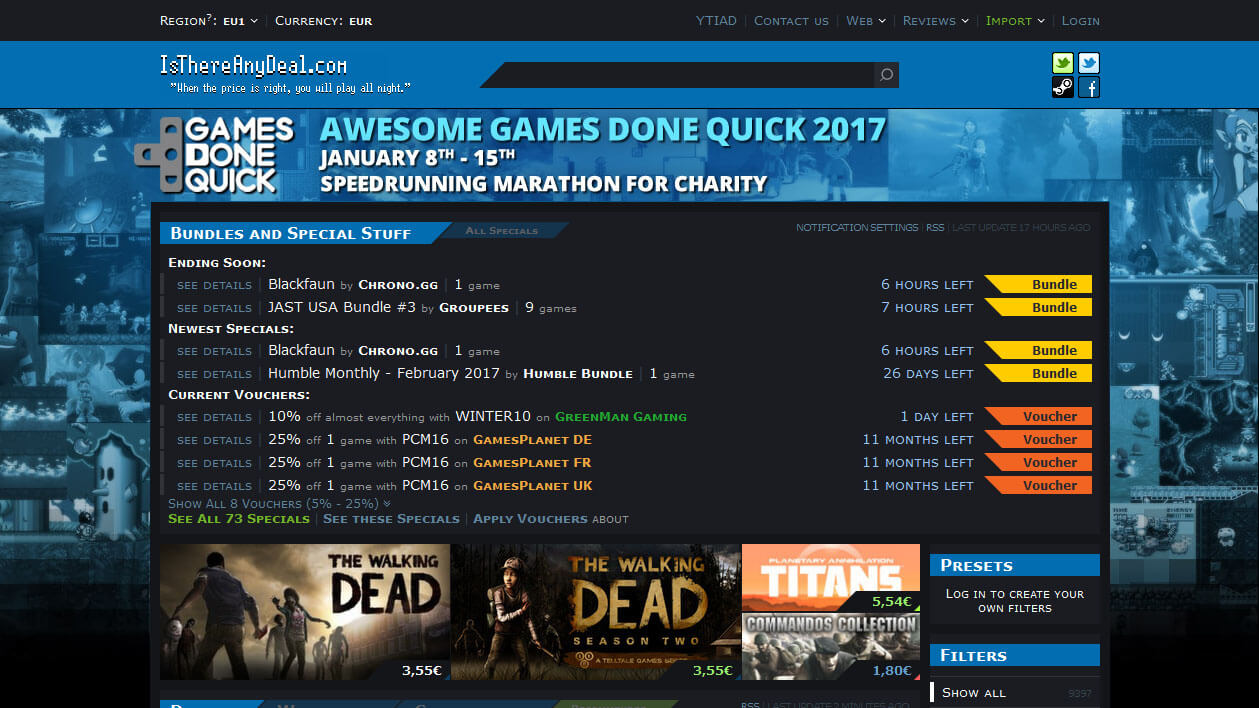 Region?: EU1 | Currency: EUR
YTIAD | Contact us | Web | Reviews | Import | Login
IsThereAnyDeal.com
"When the price is right, you will play all night."
GAMES DONE QUICK
AWESOME GAMES DONE QUICK 2017
JANUARY 8TH - 15TH
SPEEDRUNNING MARATHON FOR CHARITY
Bundles and Special Stuff
All Specials
NOTIFICATION SETTINGS | RSS | LAST UPDATE 17 HOURS AGO
Ending Soon:
see details | Blackfaun by Chrono.gg | 1 game 6 hours left Bundle
see details | JAST USA Bundle #3 by Groupees | 9 games 7 hours left Bundle
Newest Specials:
see details | Blackfaun by Chrono.gg | 1 game 6 hours left Bundle
see details | Humble Monthly - February 2017 by Humble Bundle | 1 game 26 days left Bundle
Current Vouchers:
see details | 10% off almost everything with WINTER10 on GreenMan Gaming 1 day left Voucher
see details | 25% off 1 game with PCM16 on GamesPlanet DE 11 months left Voucher
see details | 25% off 1 game with PCM16 on GamesPlanet FR 11 months left Voucher
see details | 25% off 1 game with PCM16 on GamesPlanet UK 11 months left Voucher
Show All 8 Vouchers (5% - 25%)
See All 73 Specials | See these Specials | Apply Vouchers about
THE WALKING DEAD
3,55€
THE WALKING DEAD
SEASON TWO
A TELLTALE GAMES SERIES
3,55€
PLANETARY ANNIHILATION
TITANS
5,54€
COMMANDOS COLLECTION
1,80€
Presets
Log in to create your
own filters
Filters
Show all 9397
RSS | LAST UPDATE 2 MINUTES AGO